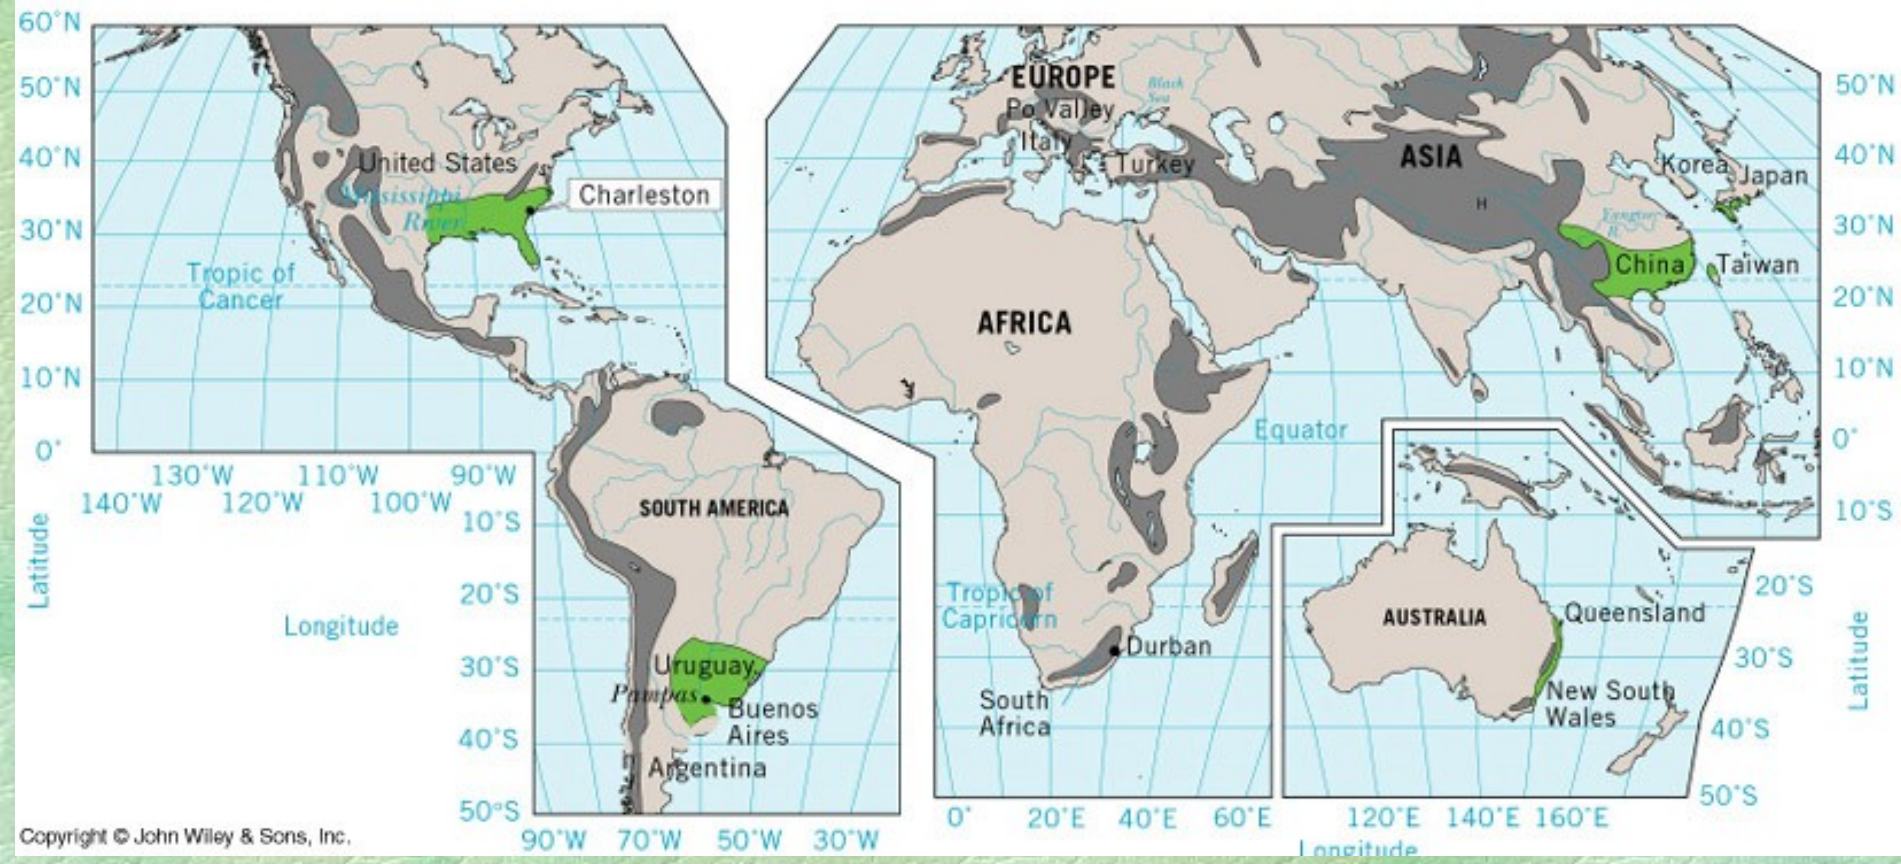 60°N
50°N
40°N
30°N
20°N
10°N
0°
United States
Mississippi
River
Charleston
Tropic of
Cancer
130°W 110°W 90°W
140°W 120°W 100°W
Latitude
Longitude
10°S
20°S
30°S
40°S
50°S
SOUTH AMERICA
Uruguay
Pampas
Buenos
Aires
Argentina
90°W 70°W 50°W 30°W
EUROPE
Po Valley
Italy
Black
Sea
Turkey
ASIA
H
Korea
Japan
Yangtze
R.
China
Taiwan
AFRICA
Equator
Tropic of
Capricorn
Durban
South
Africa
0° 20°E 40°E 60°E
50°N
40°N
30°N
20°N
10°N
0°
10°S
AUSTRALIA
Queensland
New South
Wales
20°S
30°S
40°S
50°S
Latitude
120°E 140°E 160°E
Longitude
Copyright © John Wiley & Sons, Inc.